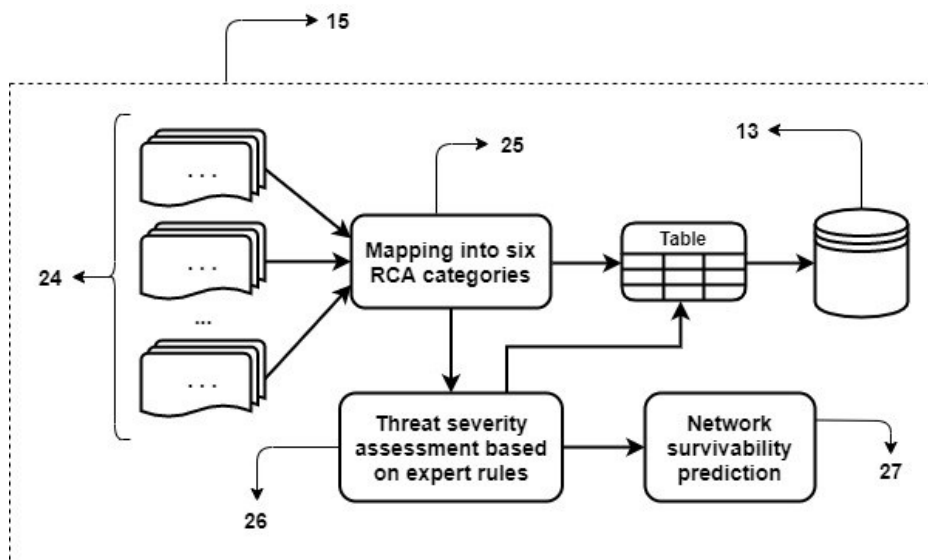 15
25
13
. . .
Mapping into six
RCA categories
Table
24
. . .
...
. . .
Threat severity
assessment based
on expert rules
Network
survivability
prediction
27
26